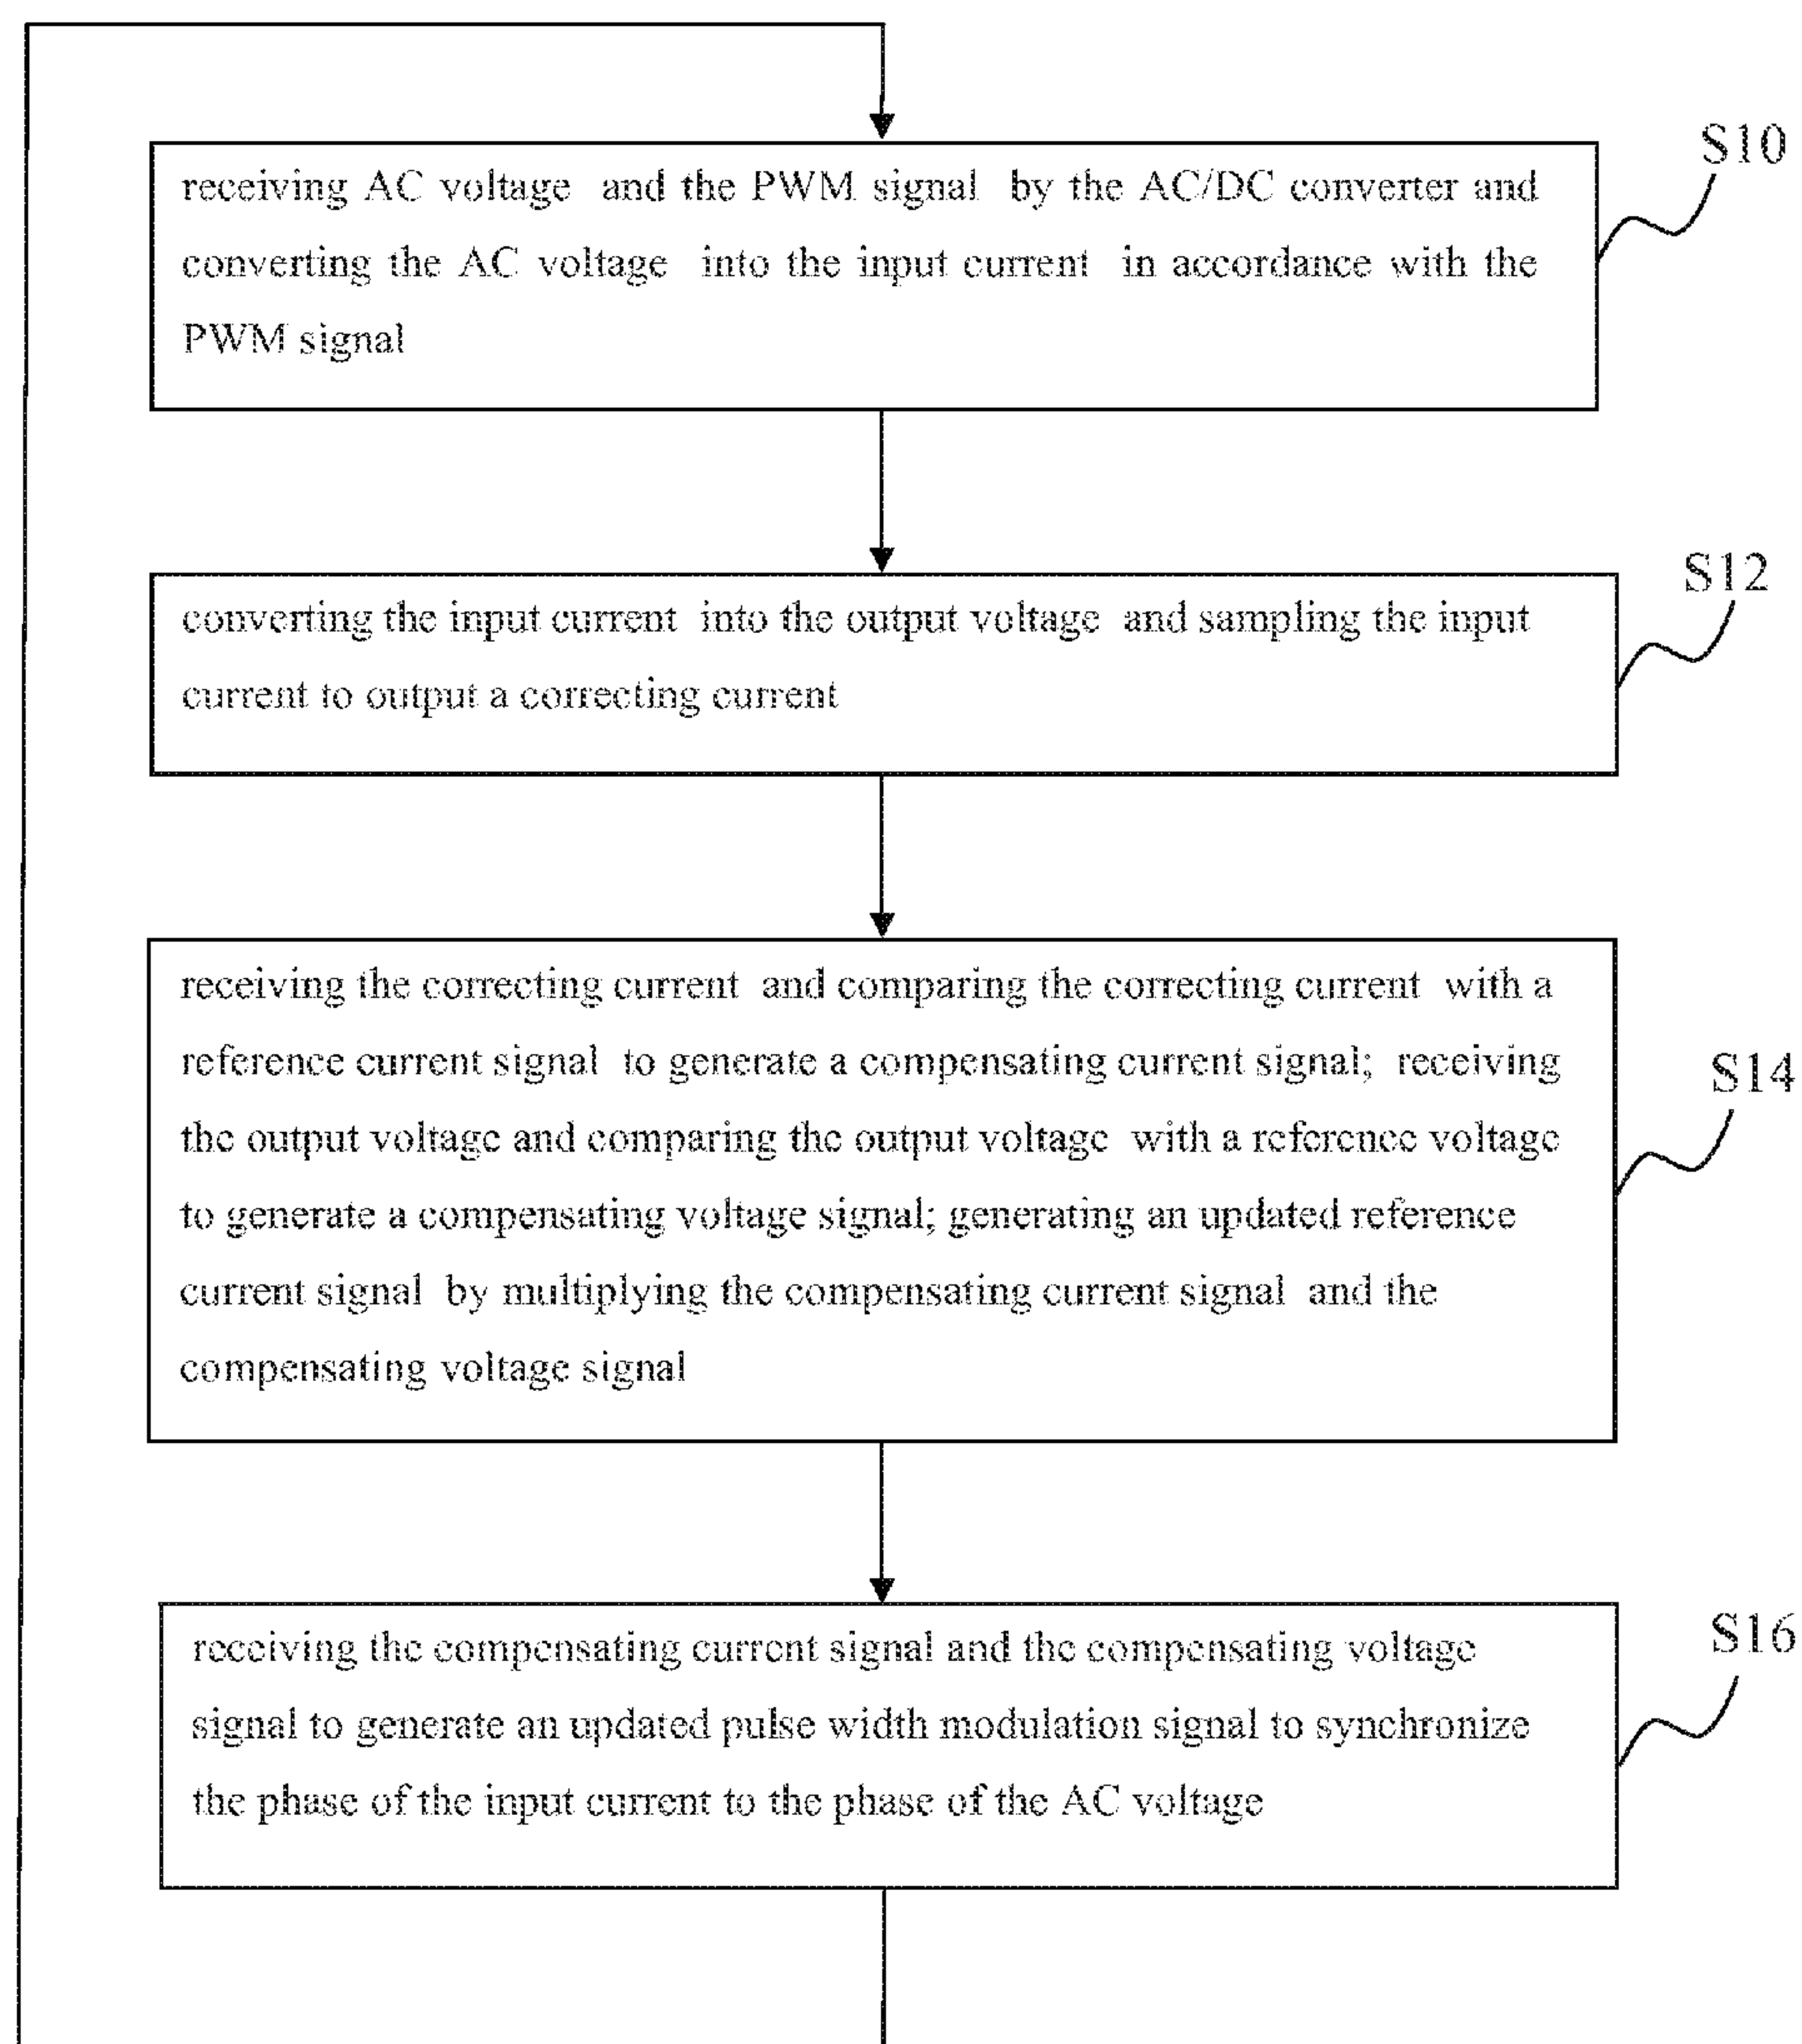 S10
receiving AC voltage and the PWM signal by the AC/DC converter and
converting the AC voltage into the input current in accordance with the
PWM signal
S12
converting the input current into the output voltage and sampling the input
current to output a correcting current
receiving the correcting current and comparing the correcting current with a
reference current signal to generate a compensating current signal; receiving
S14
the output voltage and comparing the output voltage with a reference voltage
to generate a compensating voltage signal; generating an updated reference
current signal by multiplying the compensating current signal and the
compensating voltage signal
S16
receiving the compensating current signal and the compensating voltage
signal to generate an updated pulse width modulation signal to synchronize
the phase of the input current to the phase of the AC voltage